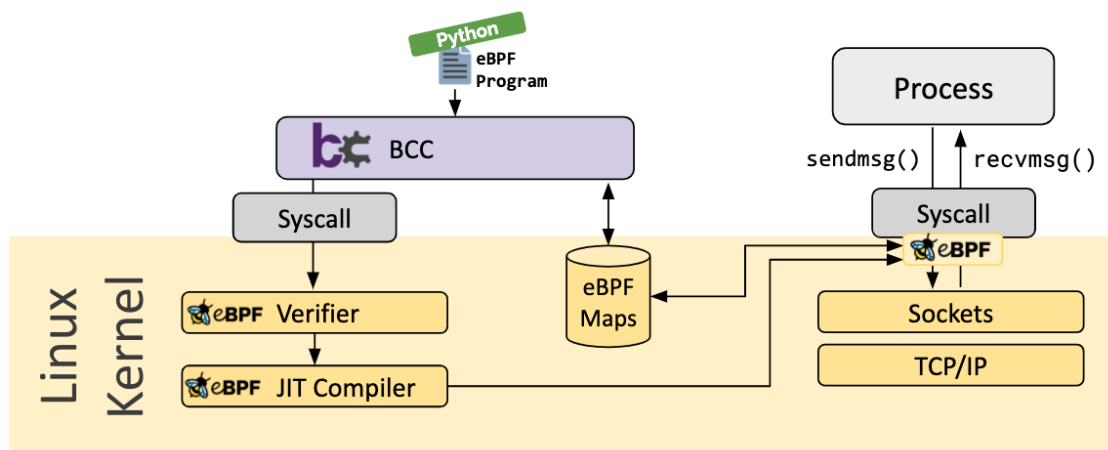 Python
eBPF
Program
bc BCC
Process
sendmsg() recvmsg()
Syscall
Syscall
eBPF
Linux
Kernel
eBPF Verifier
eBPF
Maps
Sockets
eBPF JIT Compiler
TCP/IP